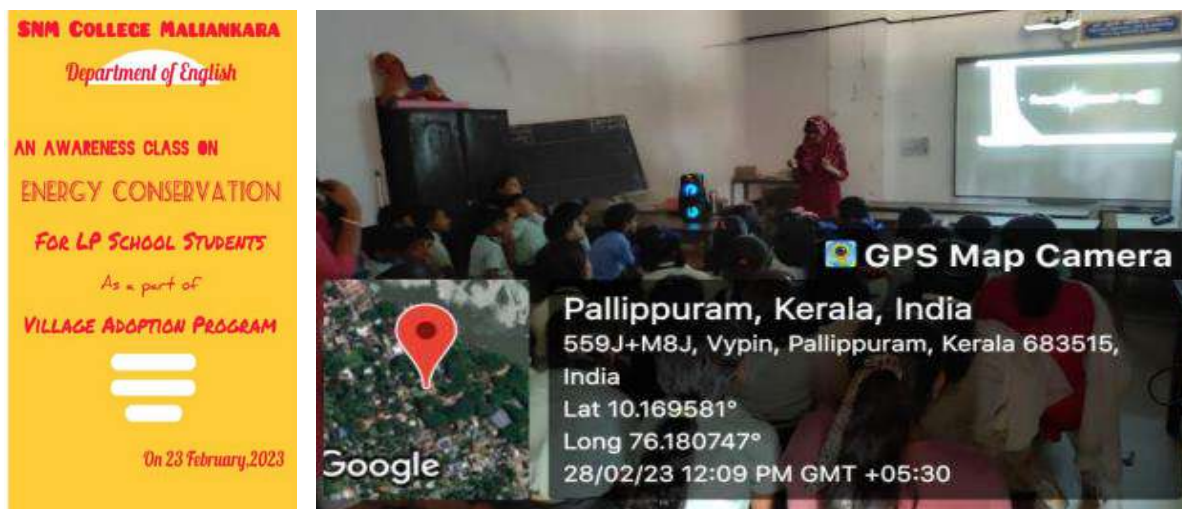 SNM COLLEGE MALIANKARA
Department of English
AN AWARENESS CLASS ON
ENERGY CONSERVATION
FOR LP SCHOOL STUDENTS
As a part of
VILLAGE ADOPTION PROGRAM
On 23 February,2023
GPS Map Camera
Pallippuram, Kerala, India
559J+M8J, Vypin, Pallippuram, Kerala 683515,
India
Lat 10.169581°
Long 76.180747°
28/02/23 12:09 PM GMT +05:30
Google